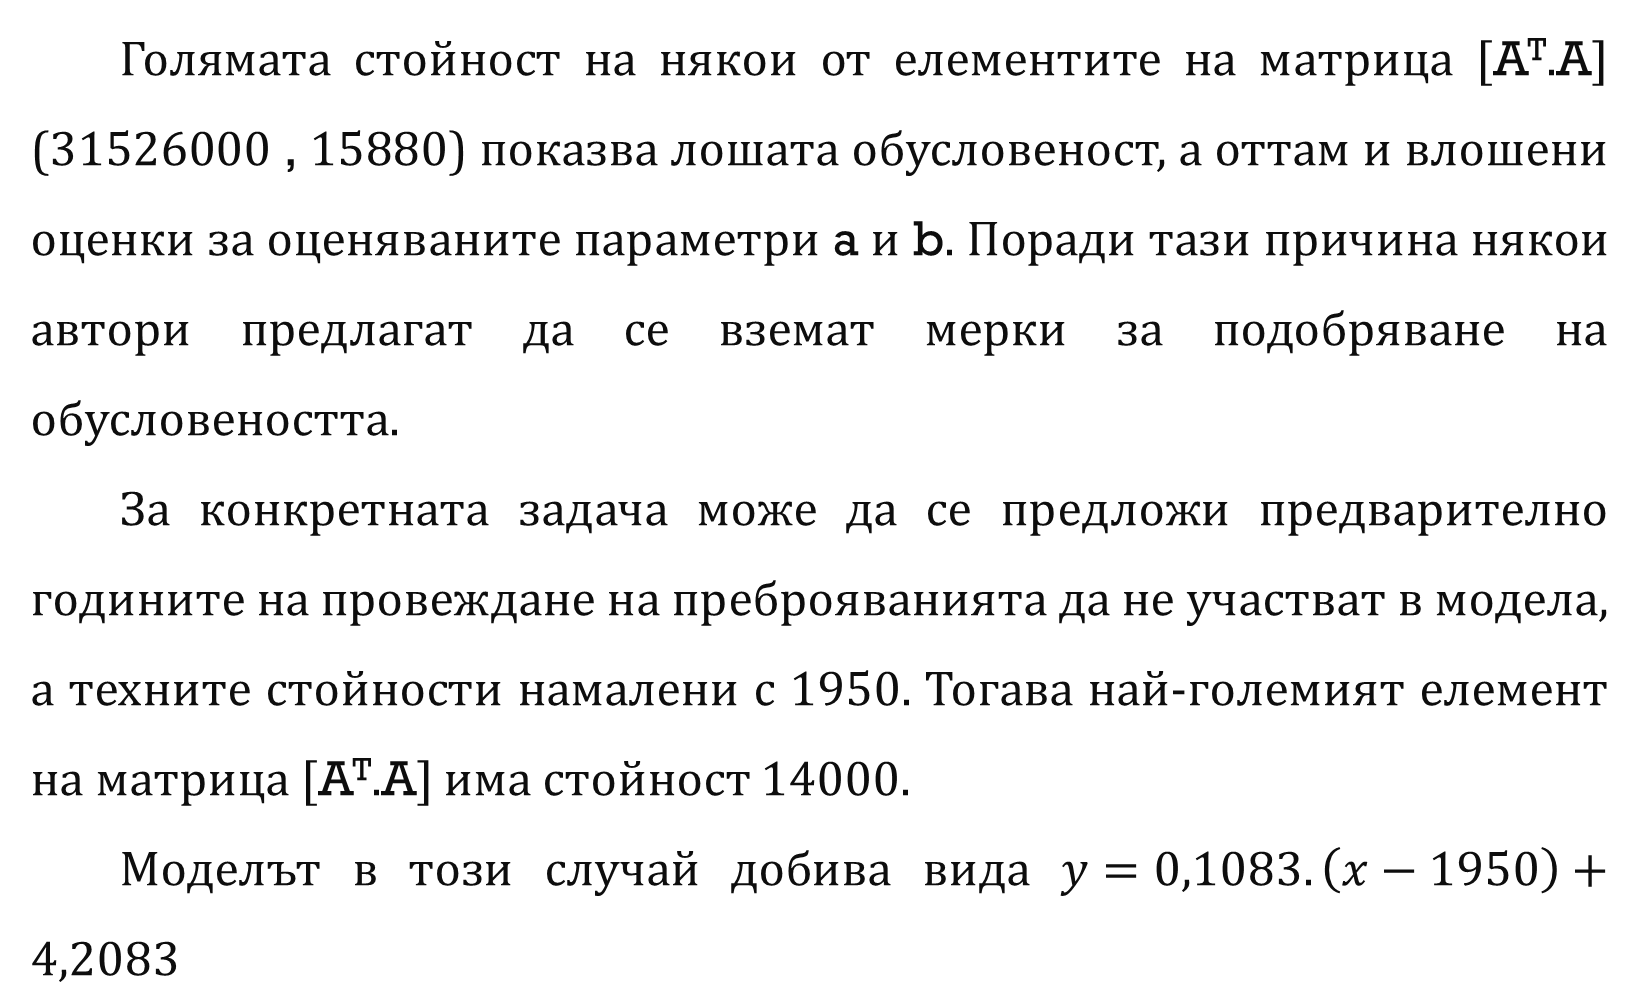 Голямата стойност на някои от елементите на матрица [Aᵀ.A]
(31526000 , 15880) показва лошата обусловеност, а оттам и влошени
оценки за оценяваните параметри a и b. Поради тази причина някои
автори предлагат да се вземат мерки за подобряване на
обусловеността.
За конкретната задача може да се предложи предварително
годините на провеждане на преброяванията да не участват в модела,
а техните стойности намалени с 1950. Тогава най-големият елемент
на матрица [Aᵀ.A] има стойност 14000.
Моделът в този случай добива вида y = 0,1083. (x − 1950) +
4,2083